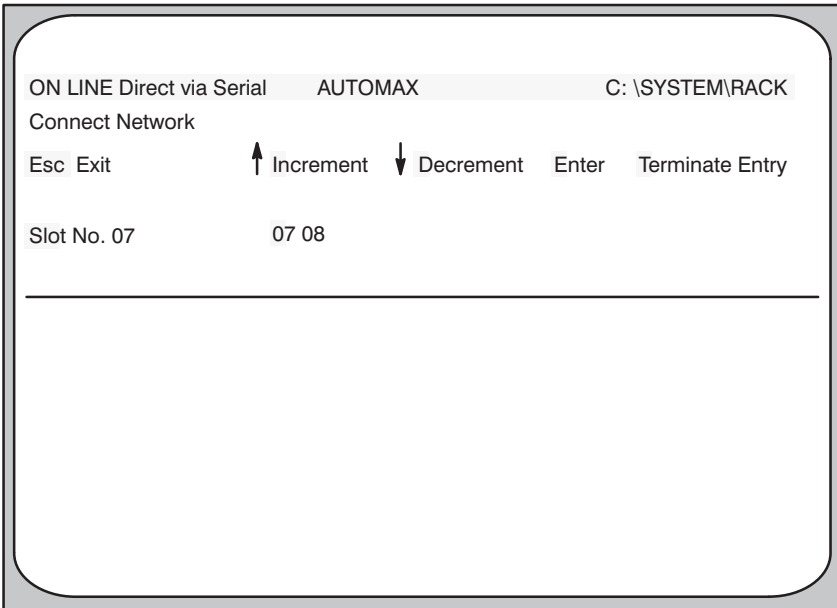 ON LINE Direct via Serial AUTOMAX C: \SYSTEM\RACK
Connect Network
Esc Exit ↑ Increment ↓ Decrement Enter Terminate Entry
Slot No. 07 07 08